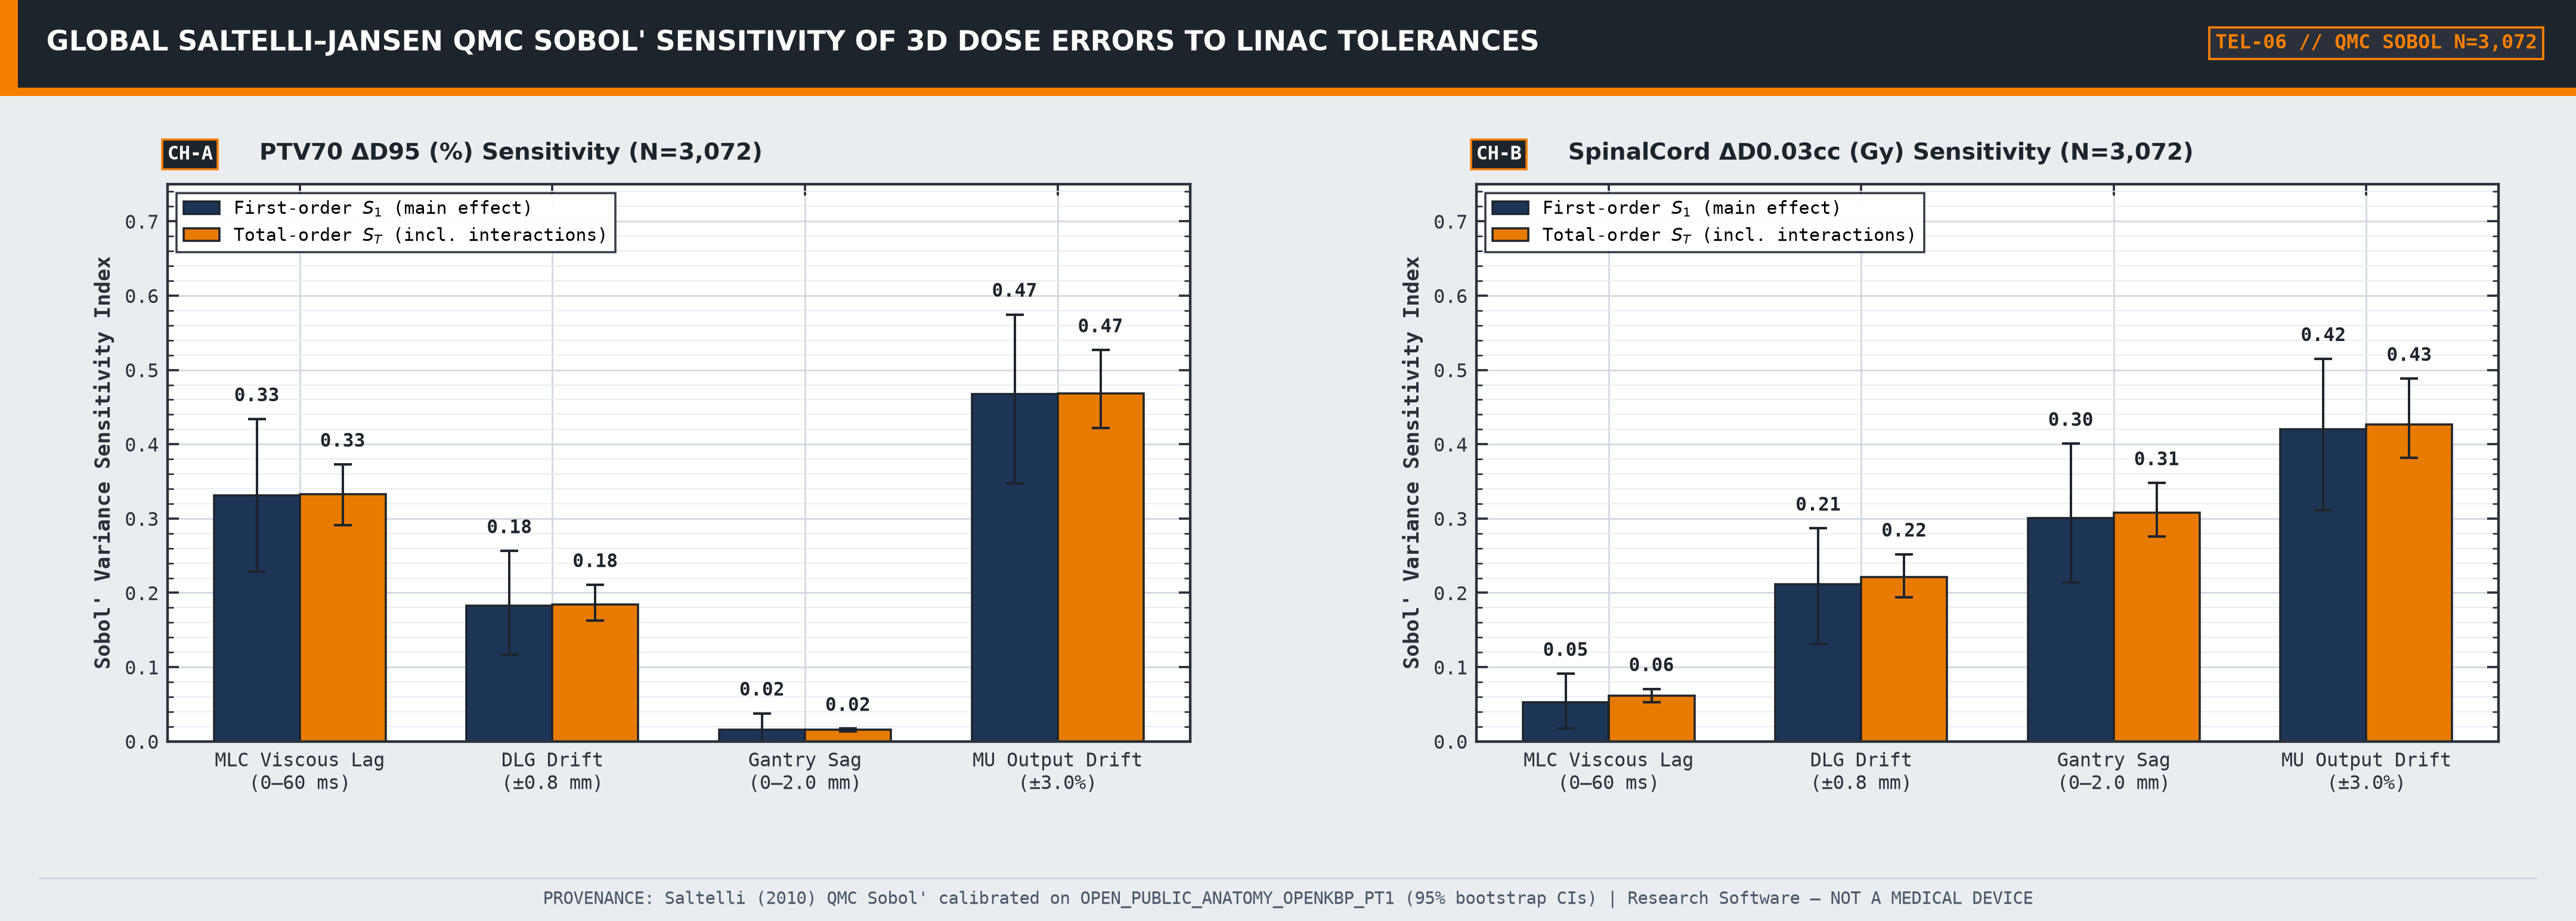 GLOBAL SALTELLI–JANSEN QMC SOBOL' SENSITIVITY OF 3D DOSE ERRORS TO LINAC TOLERANCES
TEL-06 // QMC SOBOL N=3,072
CH-A
PTV70 ΔD95 (%) Sensitivity (N=3,072)
First-order S₁ (main effect)
Total-order S_T (incl. interactions)
Sobol' Variance Sensitivity Index
0.7
0.6
0.5
0.4
0.3
0.2
0.1
0.0
0.33
0.33
0.18
0.18
0.02
0.02
0.47
0.47
MLC Viscous Lag
(0–60 ms)
DLG Drift
(±0.8 mm)
Gantry Sag
(0–2.0 mm)
MU Output Drift
(±3.0%)
CH-B
SpinalCord ΔD0.03cc (Gy) Sensitivity (N=3,072)
First-order S₁ (main effect)
Total-order S_T (incl. interactions)
Sobol' Variance Sensitivity Index
0.7
0.6
0.5
0.4
0.3
0.2
0.1
0.0
0.05
0.06
0.21
0.22
0.30
0.31
0.42
0.43
MLC Viscous Lag
(0–60 ms)
DLG Drift
(±0.8 mm)
Gantry Sag
(0–2.0 mm)
MU Output Drift
(±3.0%)
PROVENANCE: Saltelli (2010) QMC Sobol' calibrated on OPEN_PUBLIC_ANATOMY_OPENKBP_PT1 (95% bootstrap CIs) | Research Software — NOT A MEDICAL DEVICE